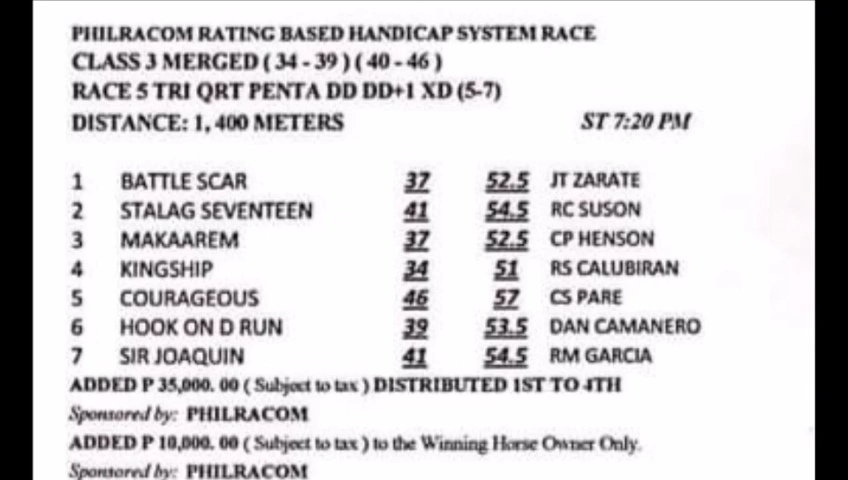 PHILRACOM RATING BASED HANDICAP SYSTEM RACE
CLASS 3 MERGED ( 34 - 39 ) ( 40 - 46 )
RACE 5 TRI QRT PENTA DD DD+1 XD (5-7)
DISTANCE: 1, 400 METERS ST 7:20 PM
1 BATTLE SCAR 37 52.5 JT ZARATE
2 STALAG SEVENTEEN 41 54.5 RC SUSON
3 MAKAAREM 37 52.5 CP HENSON
4 KINGSHIP 34 51 RS CALUBIRAN
5 COURAGEOUS 46 57 CS PARE
6 HOOK ON D RUN 39 53.5 DAN CAMANERO
7 SIR JOAQUIN 41 54.5 RM GARCIA
ADDED P 35,000. 00 ( Subject to tax ) DISTRIBUTED 1ST TO 4TH
Sponsored by: PHILRACOM
ADDED P 10,000. 00 ( Subject to tax ) to the Winning Horse Owner Only.
Sponsored by: PHILRACOM